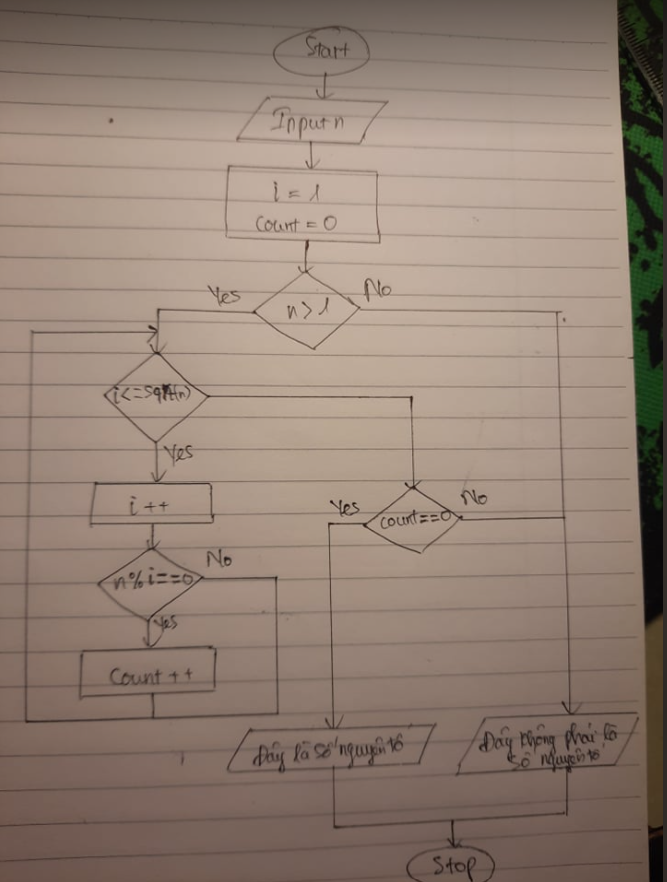 Start
Input n
i = 1
Count = 0
n > 1
Yes
No
i <= Sqrt(n)
Yes
i ++
n % i == 0
No
Yes
Count ++
Count == 0
Yes
No
Đây là số nguyên tố
Đây không phải là
số nguyên tố
Stop